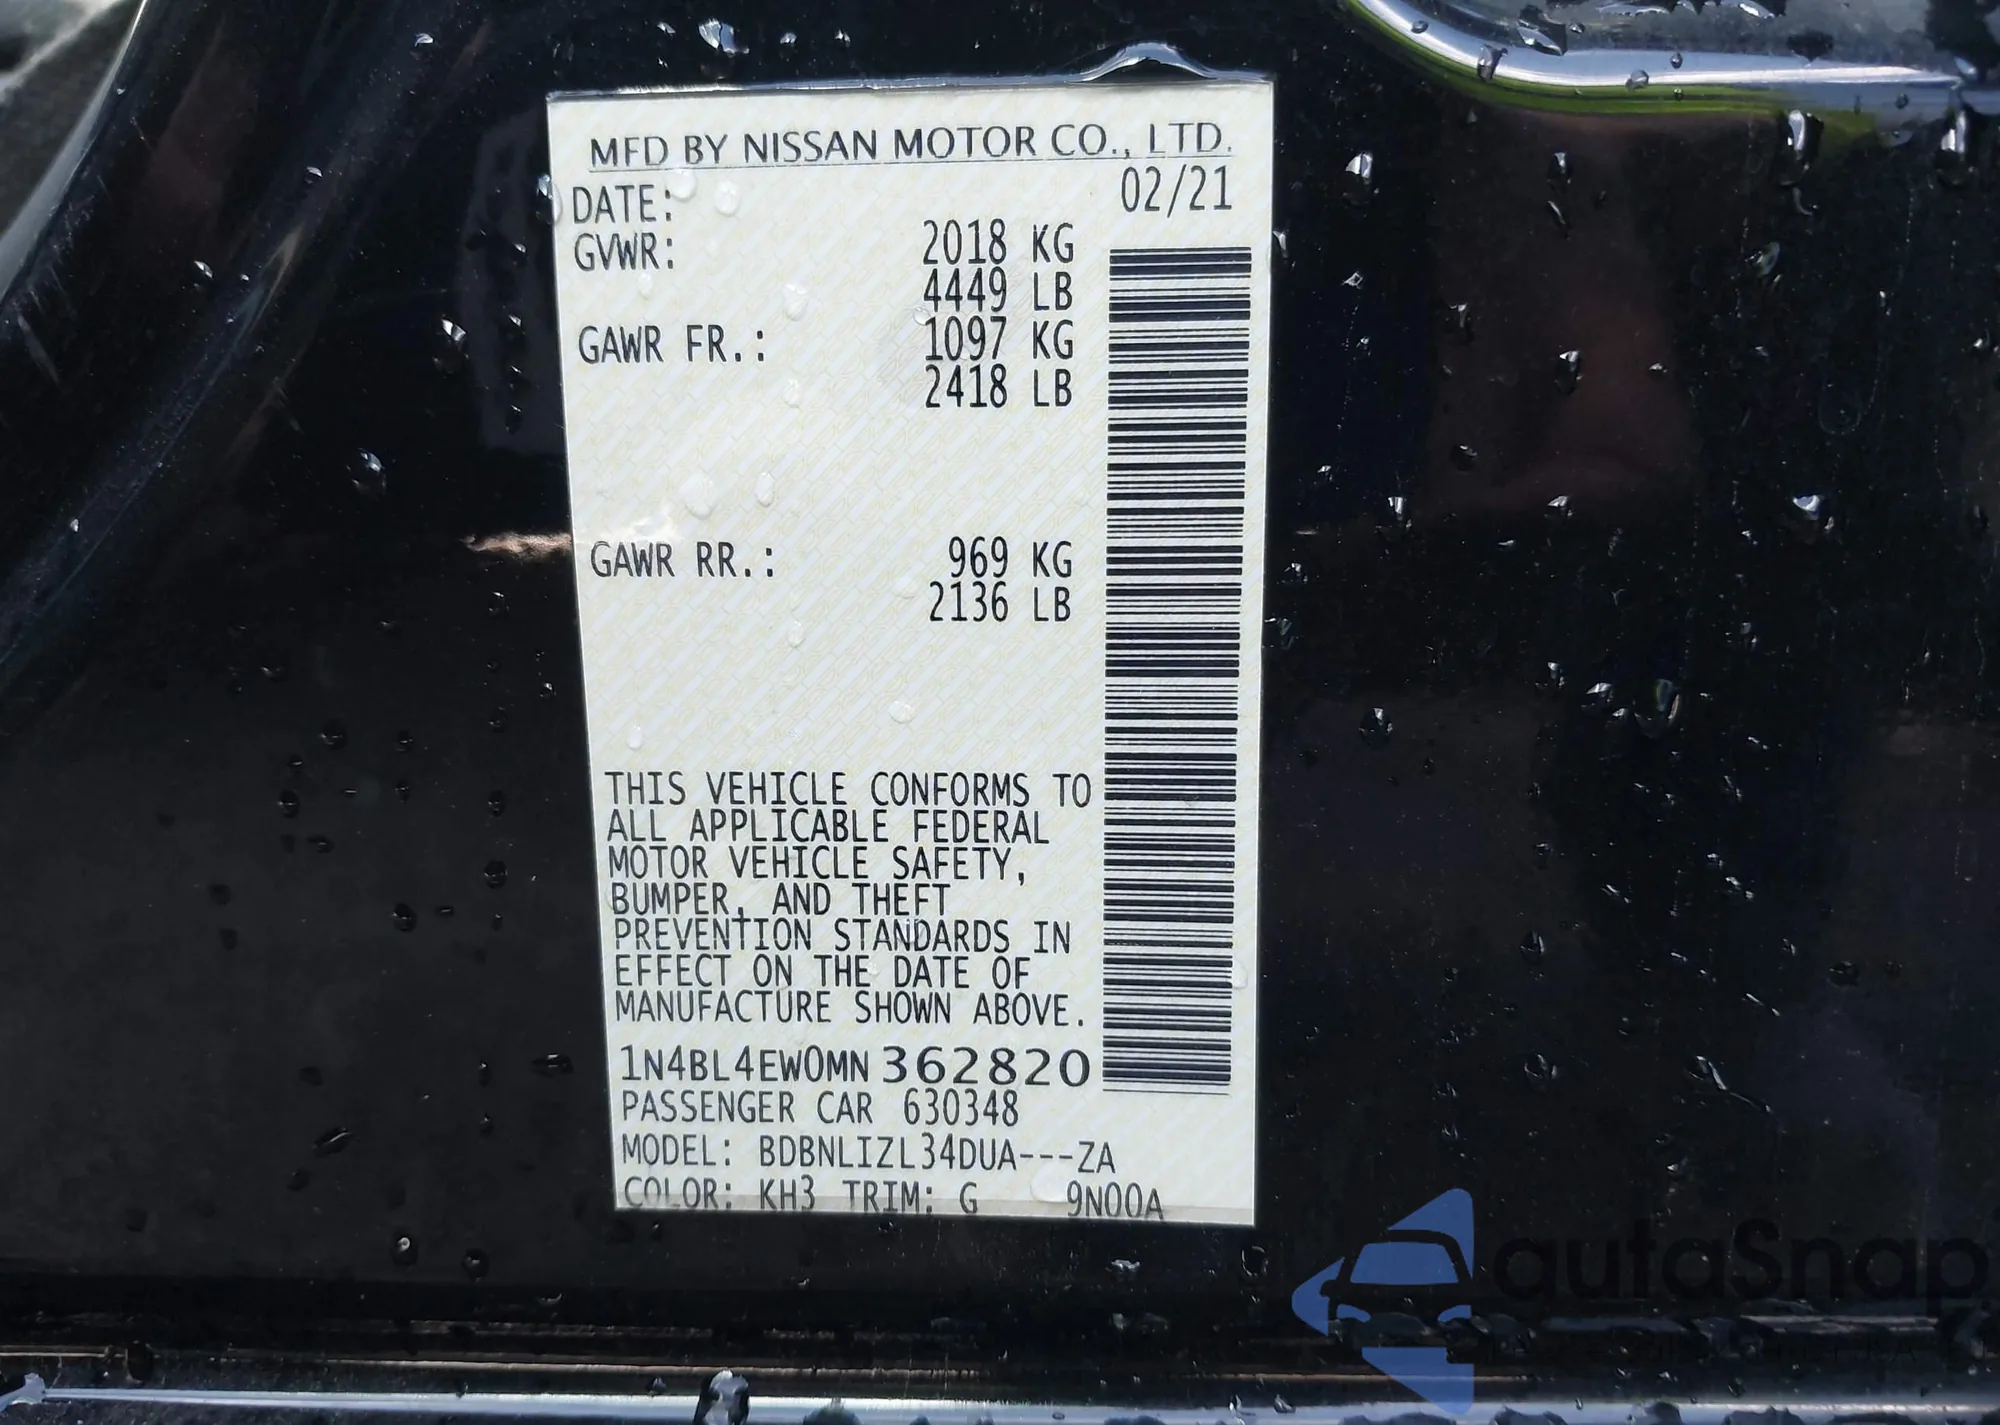 MFD BY NISSAN MOTOR CO., LTD.
DATE: 02/21
GVWR: 2018 KG
4449 LB
GAWR FR.: 1097 KG
2418 LB
GAWR RR.: 969 KG
2136 LB
THIS VEHICLE CONFORMS TO
ALL APPLICABLE FEDERAL
MOTOR VEHICLE SAFETY,
BUMPER, AND THEFT
PREVENTION STANDARDS IN
EFFECT ON THE DATE OF
MANUFACTURE SHOWN ABOVE.
1N4BL4EW0MN362820
PASSENGER CAR 630348
MODEL: BDBNLIZL34DUA---ZA
COLOR: KH3 TRIM: G 9N00A
autaSnap